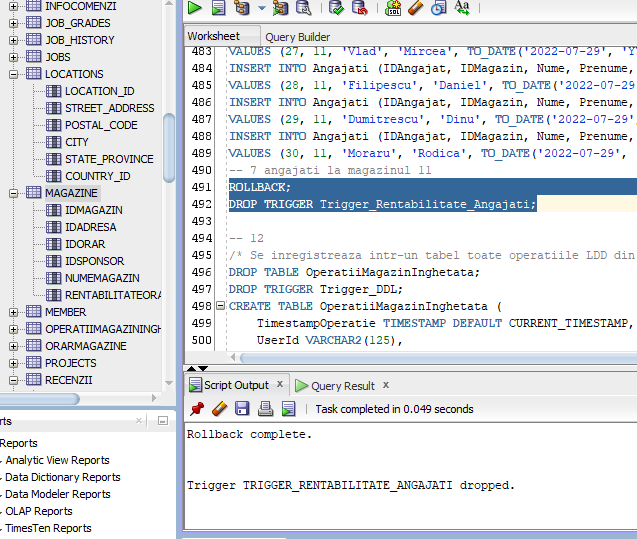 INFOCOMENZI
JOB_GRADES
JOB_HISTORY
JOBS
LOCATIONS
LOCATION_ID
STREET_ADDRESS
POSTAL_CODE
CITY
STATE_PROVINCE
COUNTRY_ID
MAGAZINE
IDMAGAZIN
IDADRESA
IDORAR
IDSPONSOR
NUMEMAGAZIN
RENTABILITATEORA
MEMBER
OPERATIIMAGAZININGH
ORARMAGAZINE
PROJECTS
RECENZII
rts
Reports
Analytic View Reports
Data Dictionary Reports
Data Modeler Reports
OLAP Reports
TimesTen Reports
SQL
Aa
Worksheet
Query Builder
483 VALUES (27, 11, 'Vlad', 'Mircea', TO_DATE('2022-07-29', 'Y
484 INSERT INTO Angajati (IDAngajat, IDMagazin, Nume, Prenume,
485 VALUES (28, 11, 'Filipescu', 'Daniel', TO_DATE('2022-07-29
486 INSERT INTO Angajati (IDAngajat, IDMagazin, Nume, Prenume,
487 VALUES (29, 11, 'Dumitrescu', 'Dinu', TO_DATE('2022-07-29',
488 INSERT INTO Angajati (IDAngajat, IDMagazin, Nume, Prenume,
489 VALUES (30, 11, 'Moraru', 'Rodica', TO_DATE('2022-07-29',
490 -- 7 angajati la magazinul 11
491 ROLLBACK;
492 DROP TRIGGER Trigger_Rentabilitate_Angajati;
493
494 -- 12
495 /* Se inregistreaza intr-un tabel toate operatiile LDD din
496 DROP TABLE OperatiiMagazinInghetata;
497 DROP TRIGGER Trigger_DDL;
498 CREATE TABLE OperatiiMagazinInghetata (
499 TimestampOperatie TIMESTAMP DEFAULT CURRENT_TIMESTAMP,
500 UserId VARCHAR2(125),
Script Output x
Query Result x
Task completed in 0.049 seconds
Rollback complete.
Trigger TRIGGER_RENTABILITATE_ANGAJATI dropped.